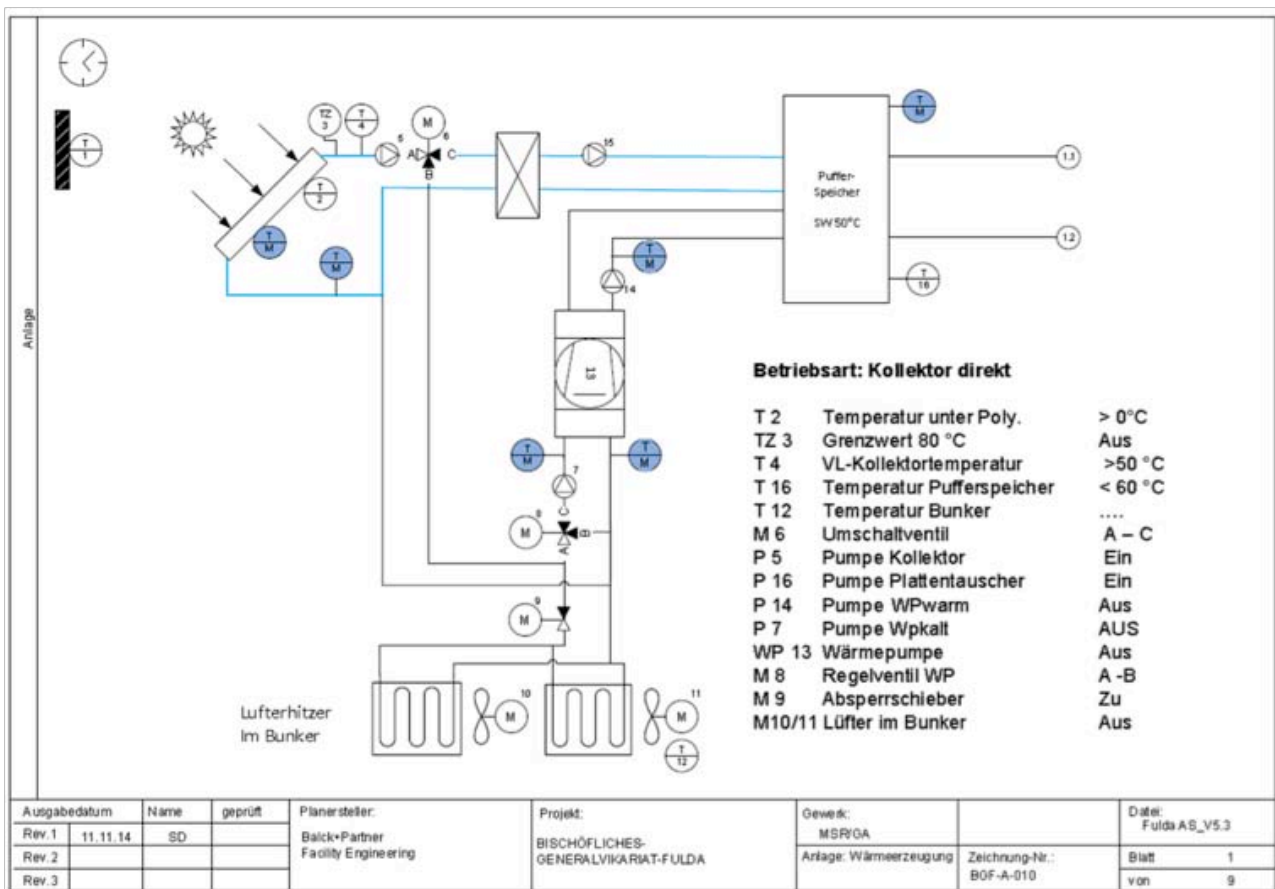 Anlage
T
1
TZ
3
T
4
5
M
6
A
C
B
T
2
T
M
T
M
15
Puffer-
Speicher
SW 50°C
T
M
1.1
1.2
T
16
T
M
14
13
T
M
T
M
7
C
8
M
B
A
9
M
Lufterhitzer
Im Bunker
10
M
11
M
T
12
Betriebsart: Kollektor direkt
T 2 Temperatur unter Poly. > 0°C
TZ 3 Grenzwert 80 °C Aus
T 4 VL-Kollektortemperatur >50 °C
T 16 Temperatur Pufferspeicher < 60 °C
T 12 Temperatur Bunker ....
M 6 Umschaltventil A – C
P 5 Pumpe Kollektor Ein
P 16 Pumpe Plattentauscher Ein
P 14 Pumpe WPwarm Aus
P 7 Pumpe Wpkalt AUS
WP 13 Wärmepumpe Aus
M 8 Regelventil WP A -B
M 9 Absperrschieber Zu
M10/11 Lüfter im Bunker Aus
Ausgabedatum Name geprüft
Rev.1 11.11.14 SD
Rev.2
Rev.3
Planersteller:
Balck+Partner
Facility Engineering
Projekt:
BISCHÖFLICHES-
GENERALVIKARIAT-FULDA
Gewerk:
MSR/GA
Anlage: Wärmeerzeugung
Zeichnung-Nr.:
BGF-A-010
Datei:
Fulda AS_V5.3
Blatt 1
von 9